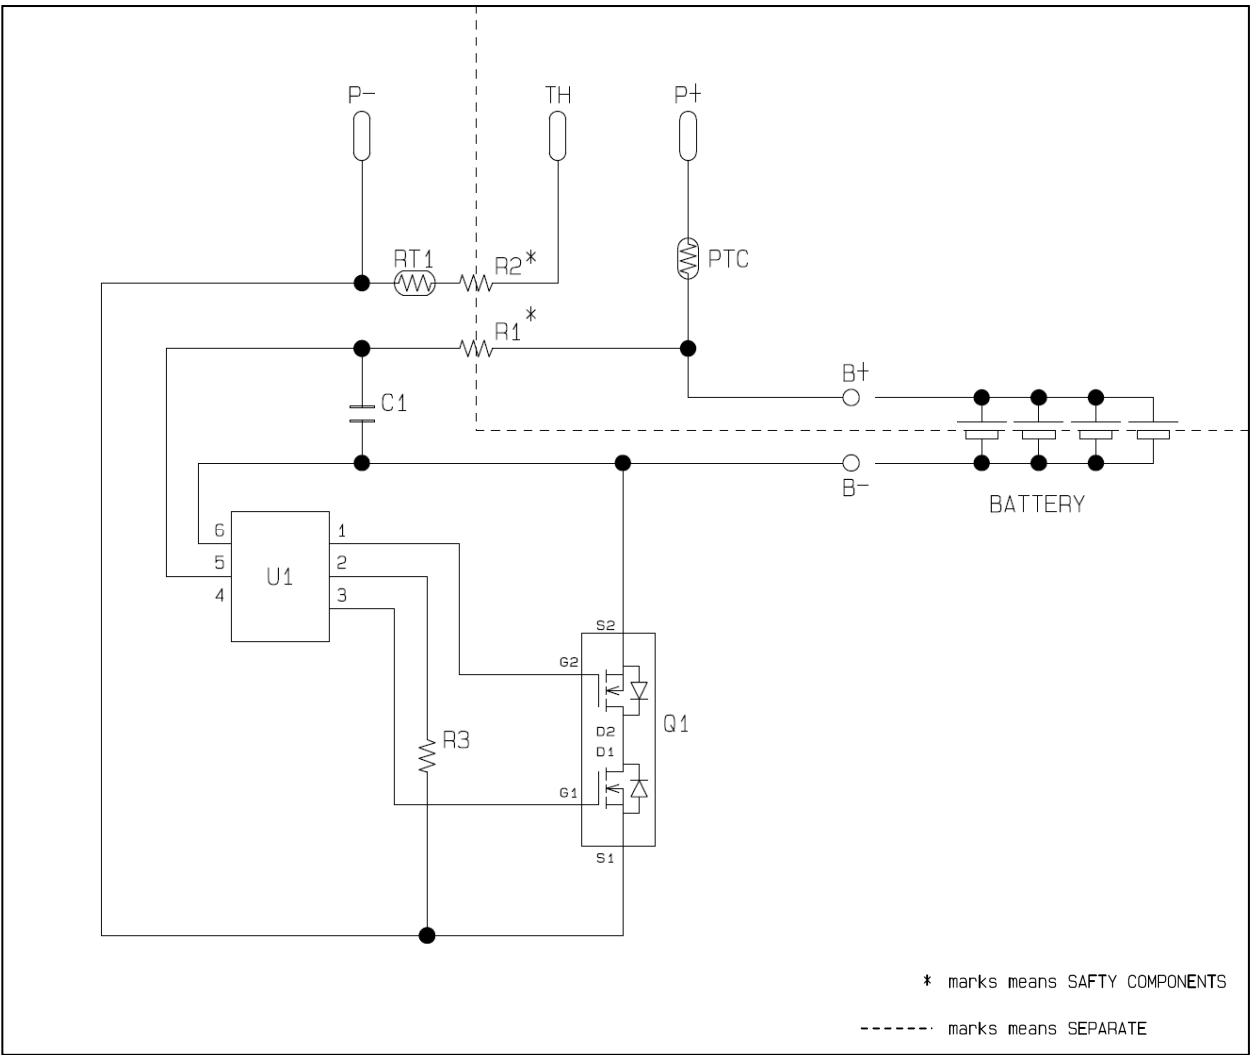 P-
TH
P+
RT1
R2*
PTC
R1*
B+
C1
B-
BATTERY
6
1
5
U1
2
4
3
S2
G2
Q1
D2
R3
D1
G1
S1
* marks means SAFTY COMPONENTS
------- marks means SEPARATE